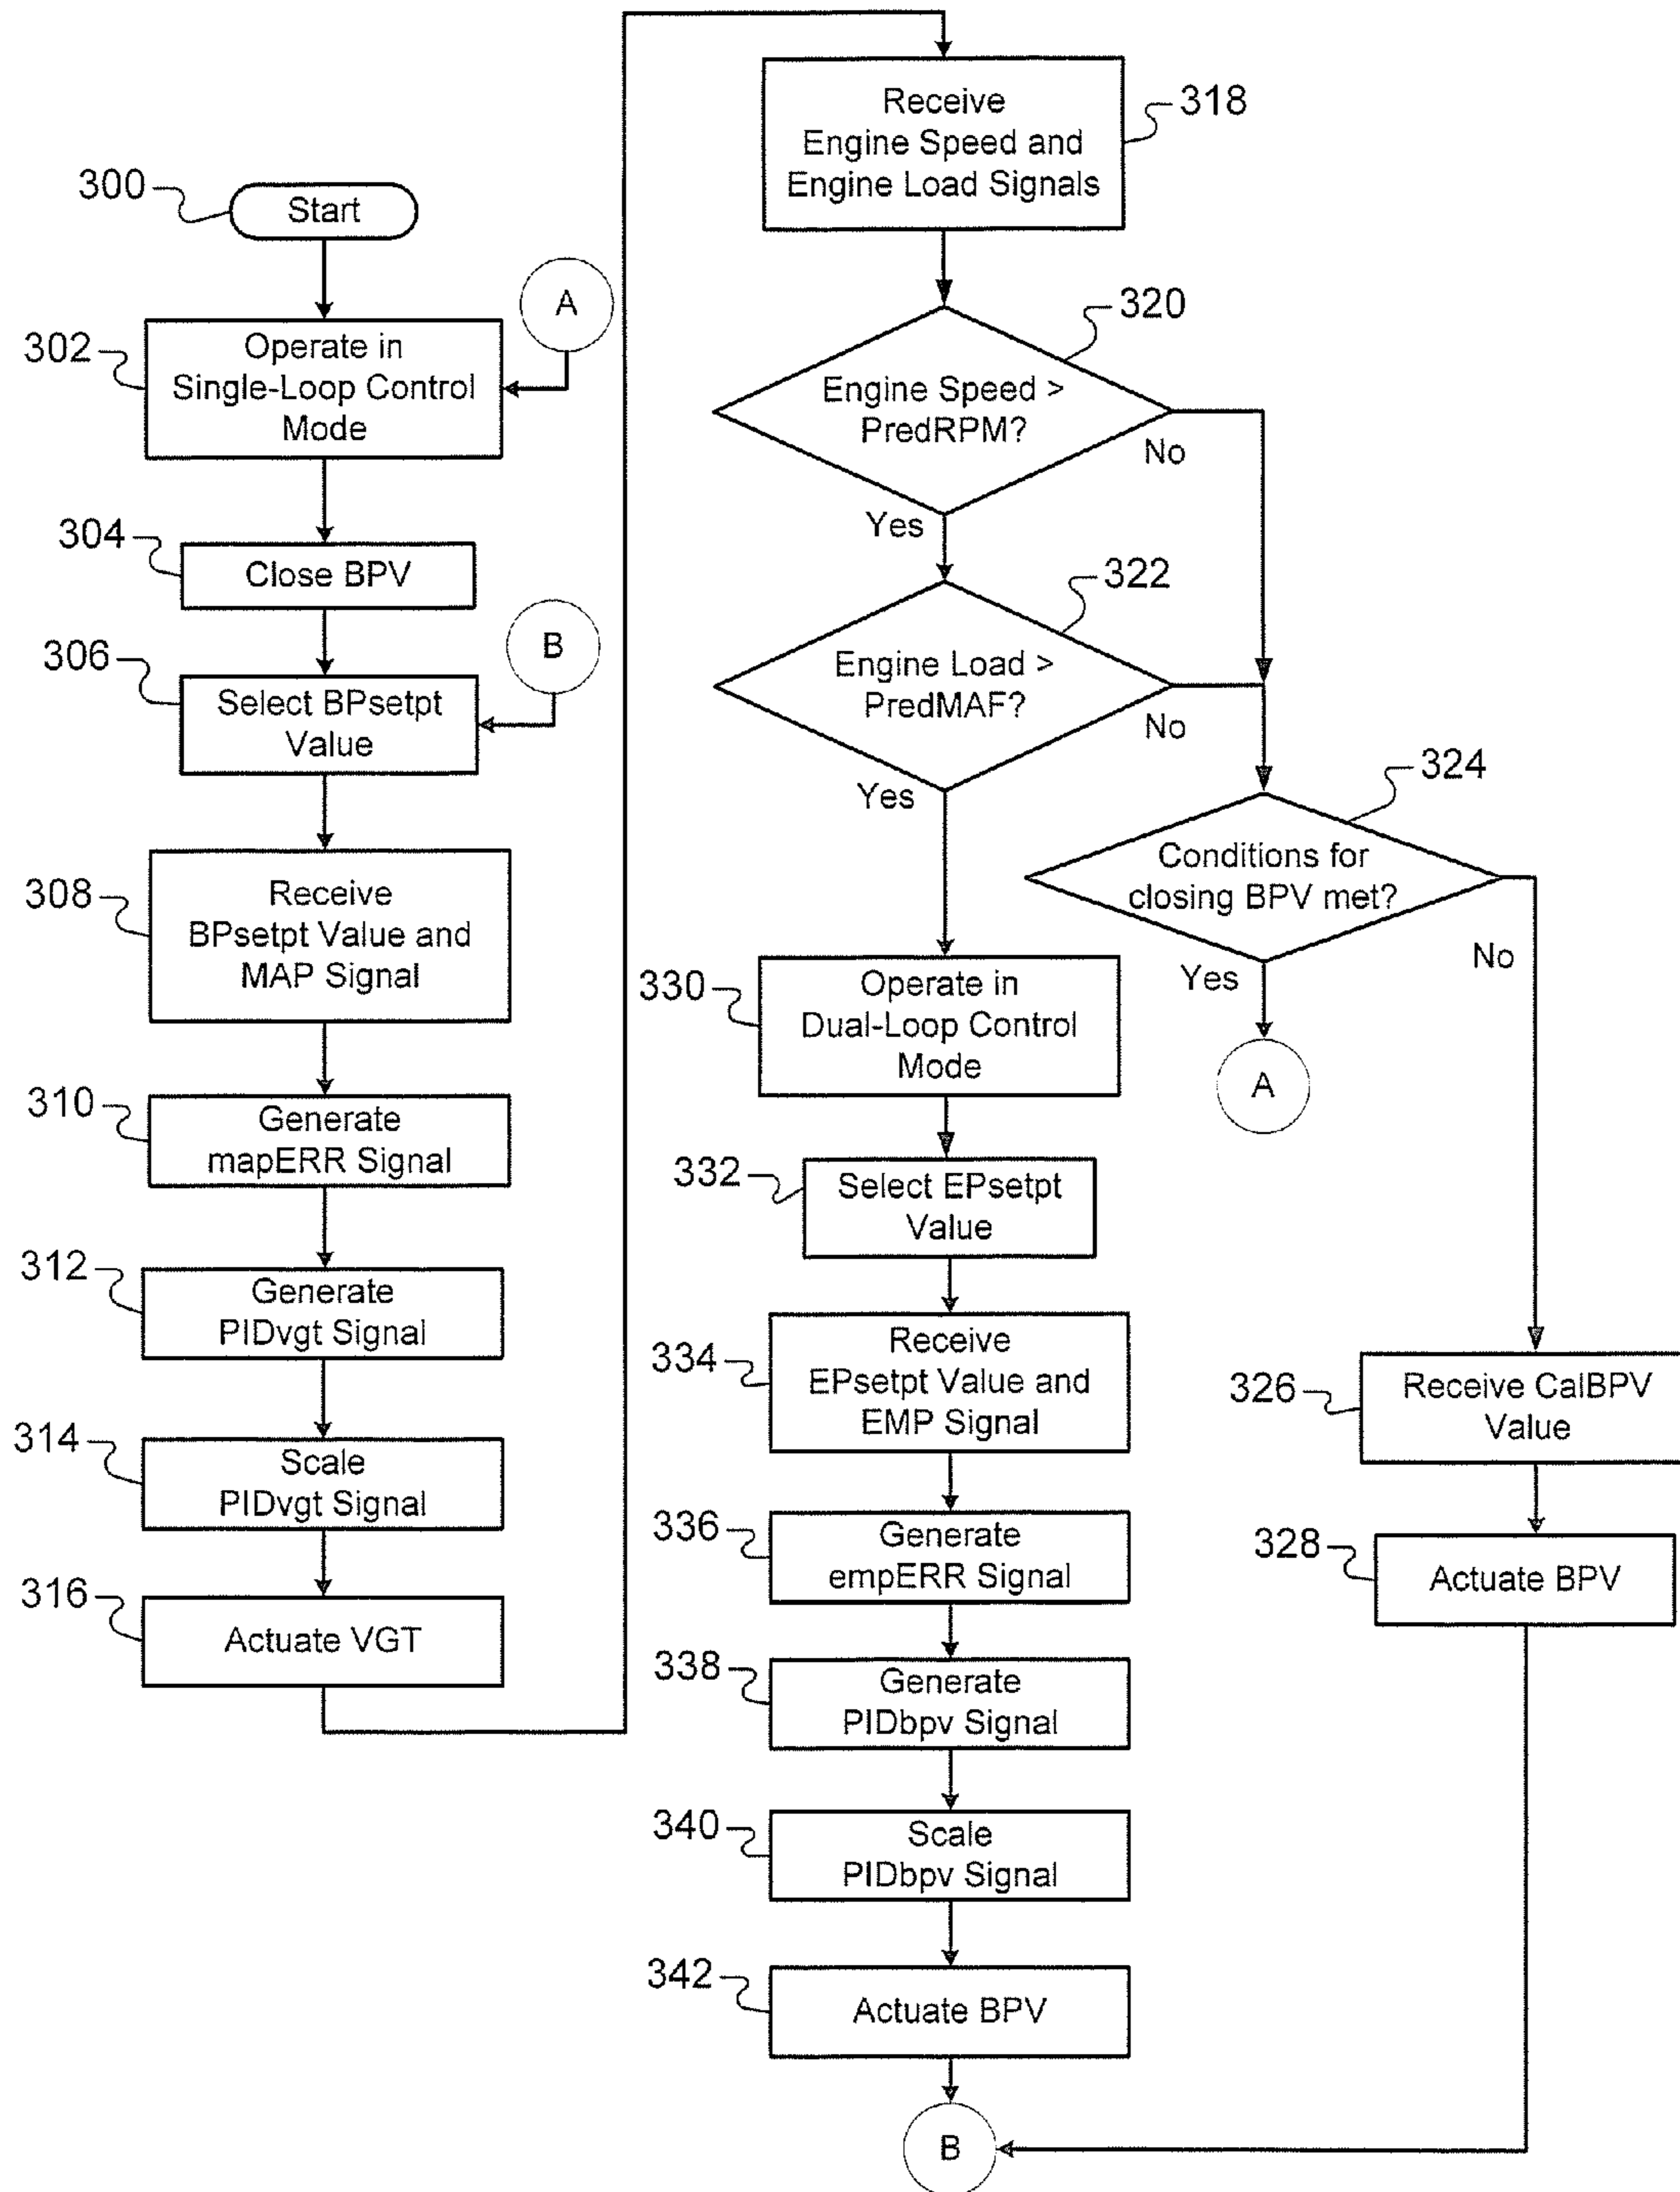 300
Start
A
302
Operate in
Single-Loop Control
Mode
304
Close BPV
B
306
Select BPsetpt
Value
308
Receive
BPsetpt Value and
MAP Signal
310
Generate
mapERR Signal
312
Generate
PIDvgt Signal
314
Scale
PIDvgt Signal
316
Actuate VGT
318
Receive
Engine Speed and
Engine Load Signals
320
Engine Speed >
PredRPM?
No
Yes
322
Engine Load >
PredMAF?
No
Yes
324
Conditions for
closing BPV met?
Yes
No
A
330
Operate in
Dual-Loop Control
Mode
332
Select EPsetpt
Value
334
Receive
EPsetpt Value and
EMP Signal
326
Receive CalBPV
Value
336
Generate
empERR Signal
328
Actuate BPV
338
Generate
PIDbpv Signal
340
Scale
PIDbpv Signal
342
Actuate BPV
B